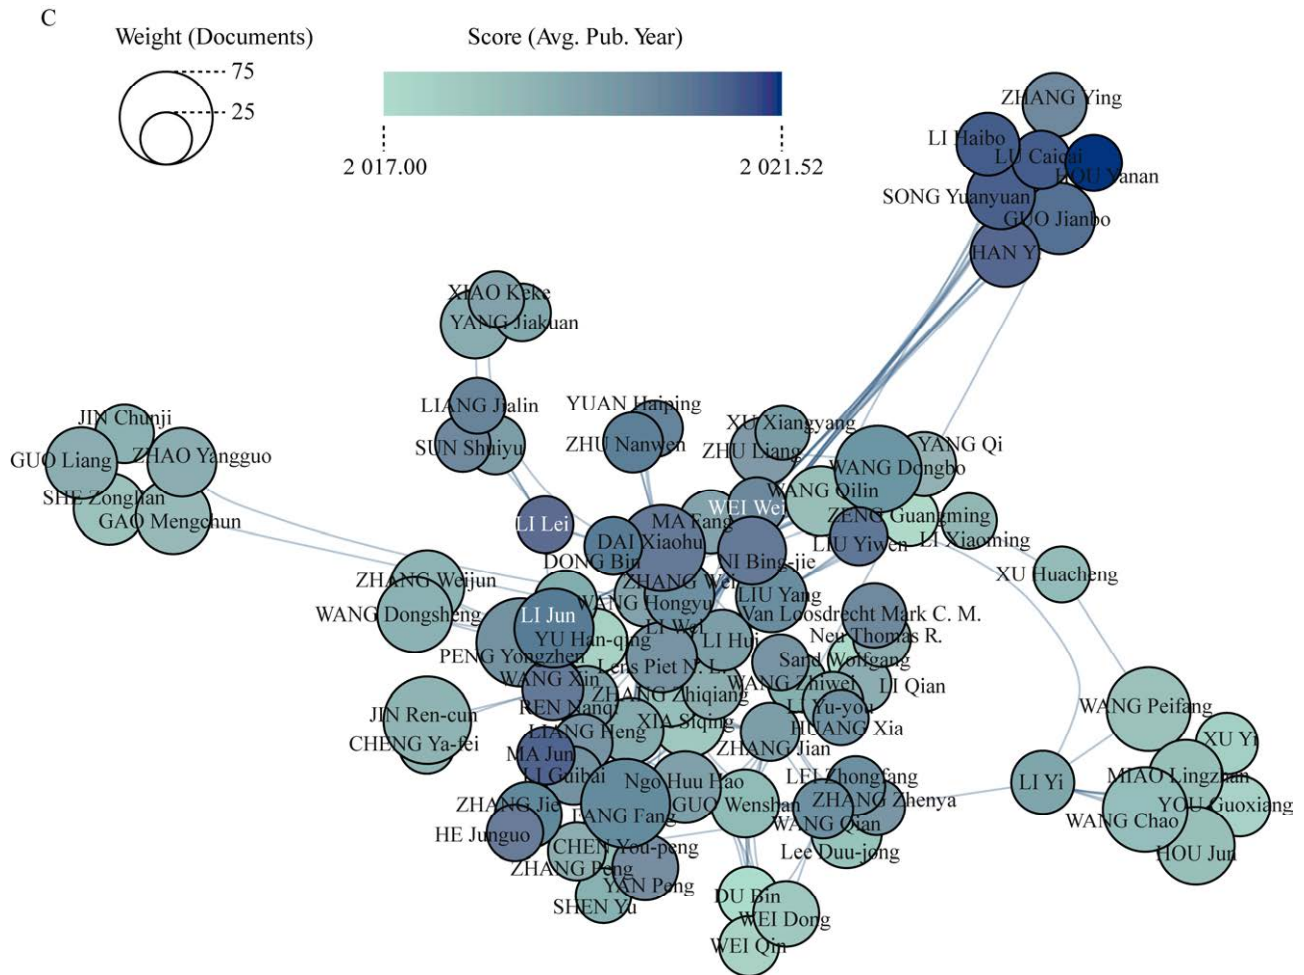 C
Weight (Documents)
75
25
Score (Avg. Pub. Year)
2 017.00
2 021.52
ZHANG Ying
LI Haibo
LU Caicai
HOU Yanan
SONG Yuanyuan
GUO Jianbo
HAN Y.
XIAO Keke
YANG Jiakuan
LIANG Jialin
SUN Shuiyu
YUAN Haiping
ZHU Nanwen
XU Xiangyang
ZHU Liang
YANG Qi
WANG Dongbo
WANG Qilin
ZENG Guangming
LI Xiaoming
LIU Yiwen
XU Huacheng
JIN Chunji
GUO Liang
ZHAO Yangguo
SHE Zonglian
GAO Mengchun
LI Lei
WEI Wei
MA Fang
DAI Xiaohu
DONG Bin
NI Bing-jie
ZHANG Wei
ZHANG Weijun
WANG Hongyu
LIU Yang
WANG Dongsheng
LI Jun
Van Loosdrecht Mark C. M.
LI Wei
YU Han-qing
LI Hui
Neu Thomas R.
PENG Yongzhen
Lens Piet N. L.
Sand Wolfgang
WANG Xin
ZHANG Zhiqiang
WANG Zhiwei
LI Qian
REN Nanqi
LI Yu-you
JIN Ren-cun
XIA Siqing
HUANG Xia
LIANG Heng
CHENG Ya-fei
ZHANG Jian
MA Jun
LI Guibai
Ngo Huu Hao
LEI Zhongfang
ZHANG Jie
GUO Wenshan
ZHANG Zhenya
FANG Fang
WANG Qian
HE Junguo
CHEN You-peng
Lee Duu-jong
ZHANG Peng
YAN Peng
SHEN Yu
DU Bin
WEI Dong
WEI Qin
WANG Peifang
XU Yi
LI Yi
MIAO Lingzhan
YOU Guoxiang
WANG Chao
HOU Jun